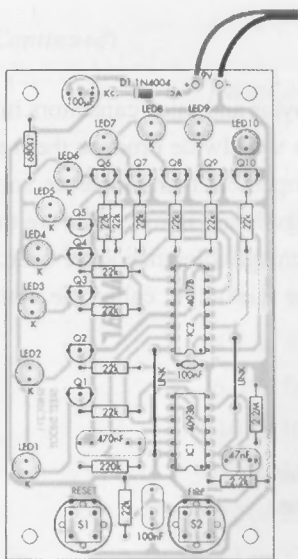 9V
D1 1N4004
+ -
100µF
K A
LED8
LED9
LED7
LED10
K
K
K
K
680Ω
LED6
Q6
Q7
Q8
Q9
Q10
K
LED5
K
Q5
22k
22k
22k
22k
22k
22k
LED4
Q4
K
22k
LED3
Q3
K
22k
4017B
IC2
Q2
LED2
22k
100nF
LINK
LINK
K
Q1
22k
4093B
IC1
2.2M
470nF
47nF
LED1
220k
2.2k
K
RESET
22k
FIRE
S1
S2
100nF